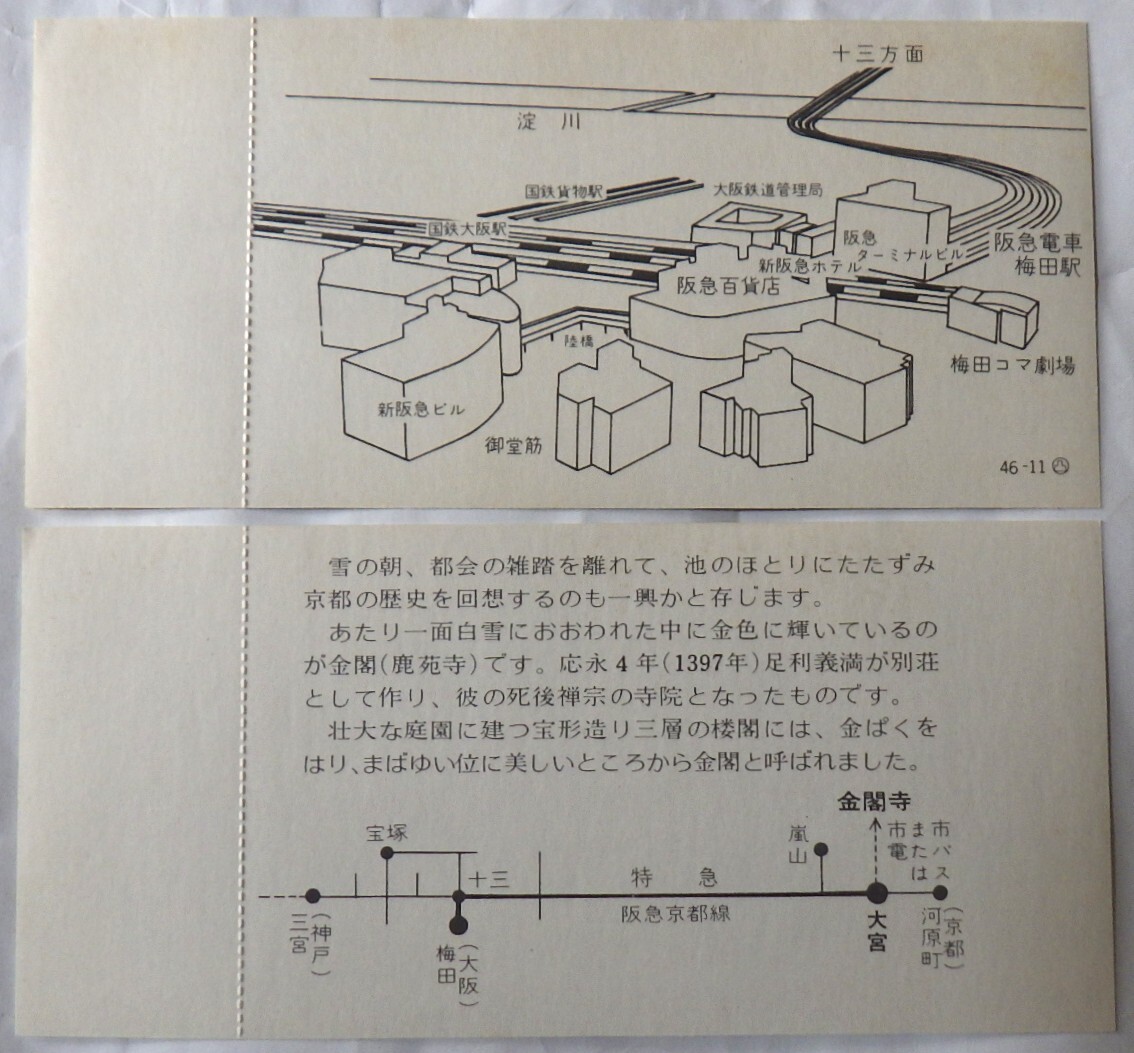 十三方面
淀川
国鉄貨物駅
大阪鉄道管理局
国鉄大阪駅
阪急
ターミナルビル
阪急電車
梅田駅
新阪急ホテル
阪急百貨店
陸橋
梅田コマ劇場
新阪急ビル
御堂筋
46-11
雪の朝、都会の雑踏を離れて、池のほとりにたたずみ
京都の歴史を回想するのも一興かと存じます。
あたり一面白雪におおわれた中に金色に輝いているの
が金閣(鹿苑寺)です。応永4年(1397年)足利義満が別荘
として作り、彼の死後禅宗の寺院となったものです。
壮大な庭園に建つ宝形造り三層の楼閣には、金ぱくを
はり、まばゆい位に美しいところから金閣と呼ばれました。
金閣寺
市バス
または
市電
宝塚
嵐山
十三
特急
阪急京都線
(神戸)
三宮
(大阪)
梅田
大宮
(京都)
河原町